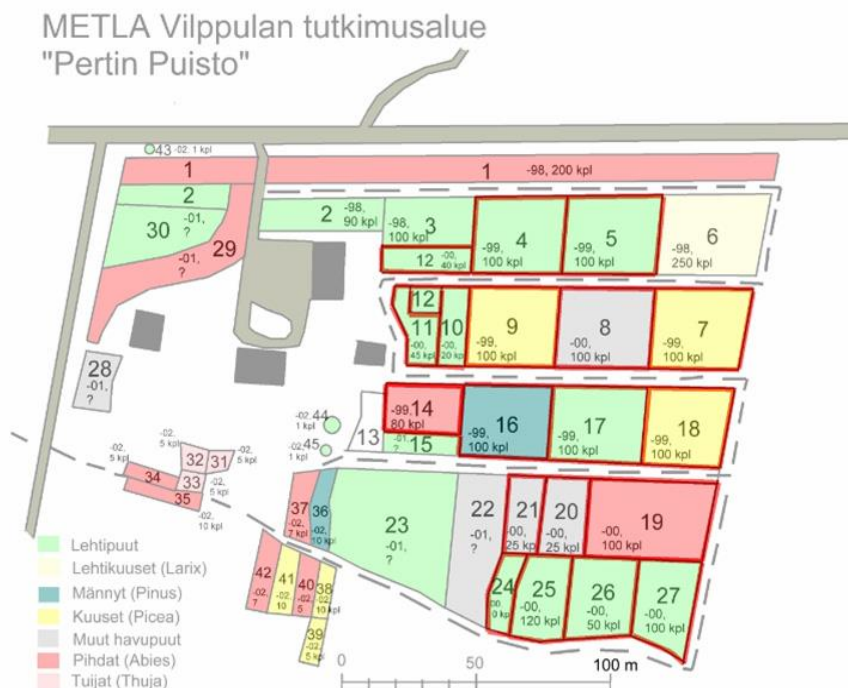 METLA Vilppulan tutkimusalue
"Pertin Puisto"
43 -02, 1 kpl
1
1 -98, 200 kpl
2
2 -98,
90 kpl
-98,
100 kpl
3
12 -00,
40 kpl
4
-99,
100 kpl
5
-99,
100 kpl
6
-98,
250 kpl
30 -01,
?
29
-01,
?
12
11
-00,
45 kpl
10
-00,
20 kpl
9
-99,
100 kpl
8
-00,
100 kpl
7
-99,
100 kpl
28
-01,
?
-02,
1 kpl
44
-02,
1 kpl
45
13
14
-99,
80 kpl
-01,
?
15
16
-99,
100 kpl
17
-99,
100 kpl
18
-99,
100 kpl
-02,
5 kpl
-02,
5 kpl
32
31
-02,
5 kpl
34
33
-02,
5 kpl
35
-02,
10 kpl
37
-02,
7 kpl
36
-02,
10 kpl
23
-01,
?
22
-01,
?
21
-00,
25 kpl
20
-00,
25 kpl
19
-00,
100 kpl
42
-02,
?
41
-02,
10
40
-02,
5
38
-02,
10 kpl
39
-02,
5 kpl
24
25
-00,
120 kpl
26
-00,
50 kpl
27
-00,
100 kpl
Lehtipuut
Lehtikuuset (Larix)
Männyt (Pinus)
Kuuset (Picea)
Muut havupuut
Pihdat (Abies)
Tuijat (Thuja)
0
50
100 m